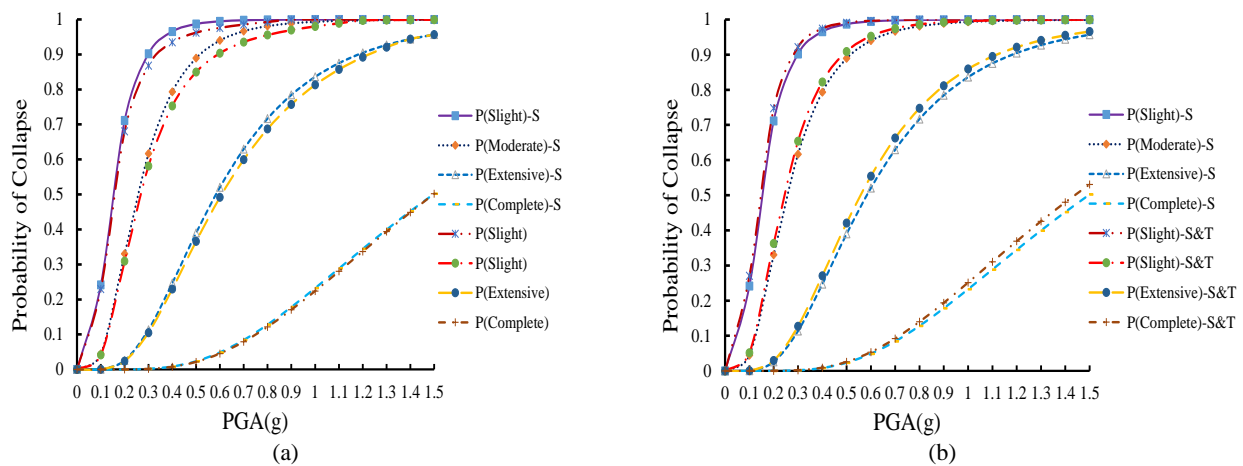 1
0.9
0.8
0.7
0.6
0.5
0.4
0.3
0.2
0.1
0
Probability of Collapse
0 0.1 0.2 0.3 0.4 0.5 0.6 0.7 0.8 0.9 1 1.1 1.2 1.3 1.4 1.5
PGA(g)
P(Slight)-S
P(Moderate)-S
P(Extensive)-S
P(Complete)-S
P(Slight)
P(Slight)
P(Extensive)
P(Complete)
(a)
1
0.9
0.8
0.7
0.6
0.5
0.4
0.3
0.2
0.1
0
Probability of Collapse
0 0.1 0.2 0.3 0.4 0.5 0.6 0.7 0.8 0.9 1 1.1 1.2 1.3 1.4 1.5
PGA(g)
P(Slight)-S
P(Moderate)-S
P(Extensive)-S
P(Complete)-S
P(Slight)-S&T
P(Slight)-S&T
P(Extensive)-S&T
P(Complete)-S&T
(b)